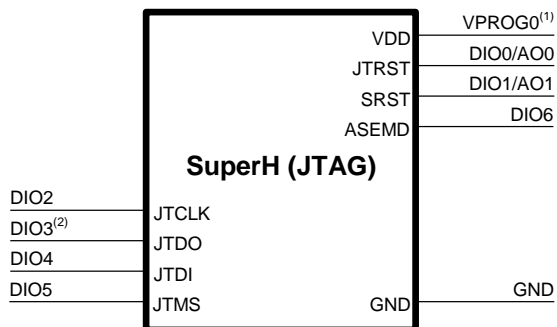 VDD VPROG0(1)
JTRST DIO0/AO0
SRST DIO1/AO1
ASEMD DIO6
SuperH (JTAG)
DIO2 JTCLK
DIO3(2) JTDO
DIO4 JTDI
DIO5 JTMS GND GND